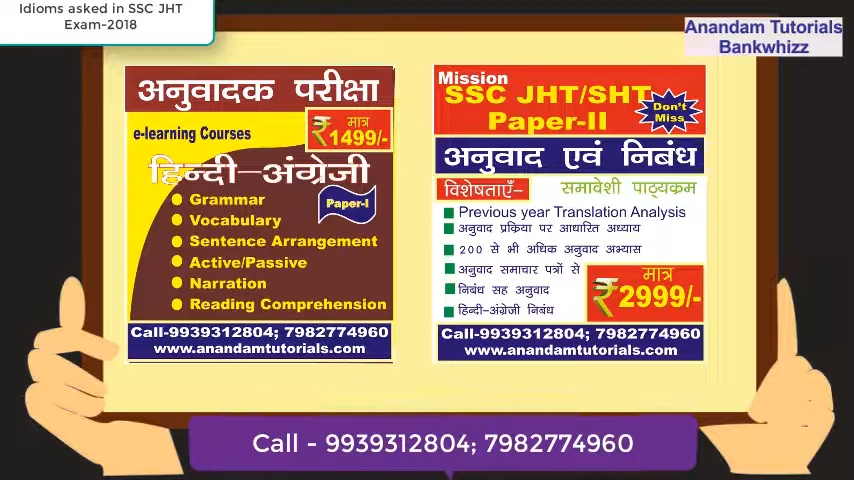 Idioms asked in SSC JHT
Exam-2018
Anandam Tutorials
Bankwhizz
अनुवादक परीक्षा
e-learning Courses
मात्र
₹1499/-
हिन्दी–अंग्रेजी
Paper-I
Grammar
Vocabulary
Sentence Arrangement
Active/Passive
Narration
Reading Comprehension
Call-9939312804; 7982774960
www.anandamtutorials.com
Mission
SSC JHT/SHT
Paper-II
Don't
Miss
अनुवाद एवं निबंध
विशेषताएँ–
समावेशी पाठ्यक्रम
Previous year Translation Analysis
अनुवाद प्रक्रिया पर आधारित अध्याय
200 से भी अधिक अनुवाद अभ्यास
अनुवाद समाचार पत्रों से
निबंध सह अनुवाद
हिन्दी-अंग्रेजी निबंध
मात्र
₹2999/-
Call-9939312804; 7982774960
www.anandamtutorials.com
Call - 9939312804; 7982774960